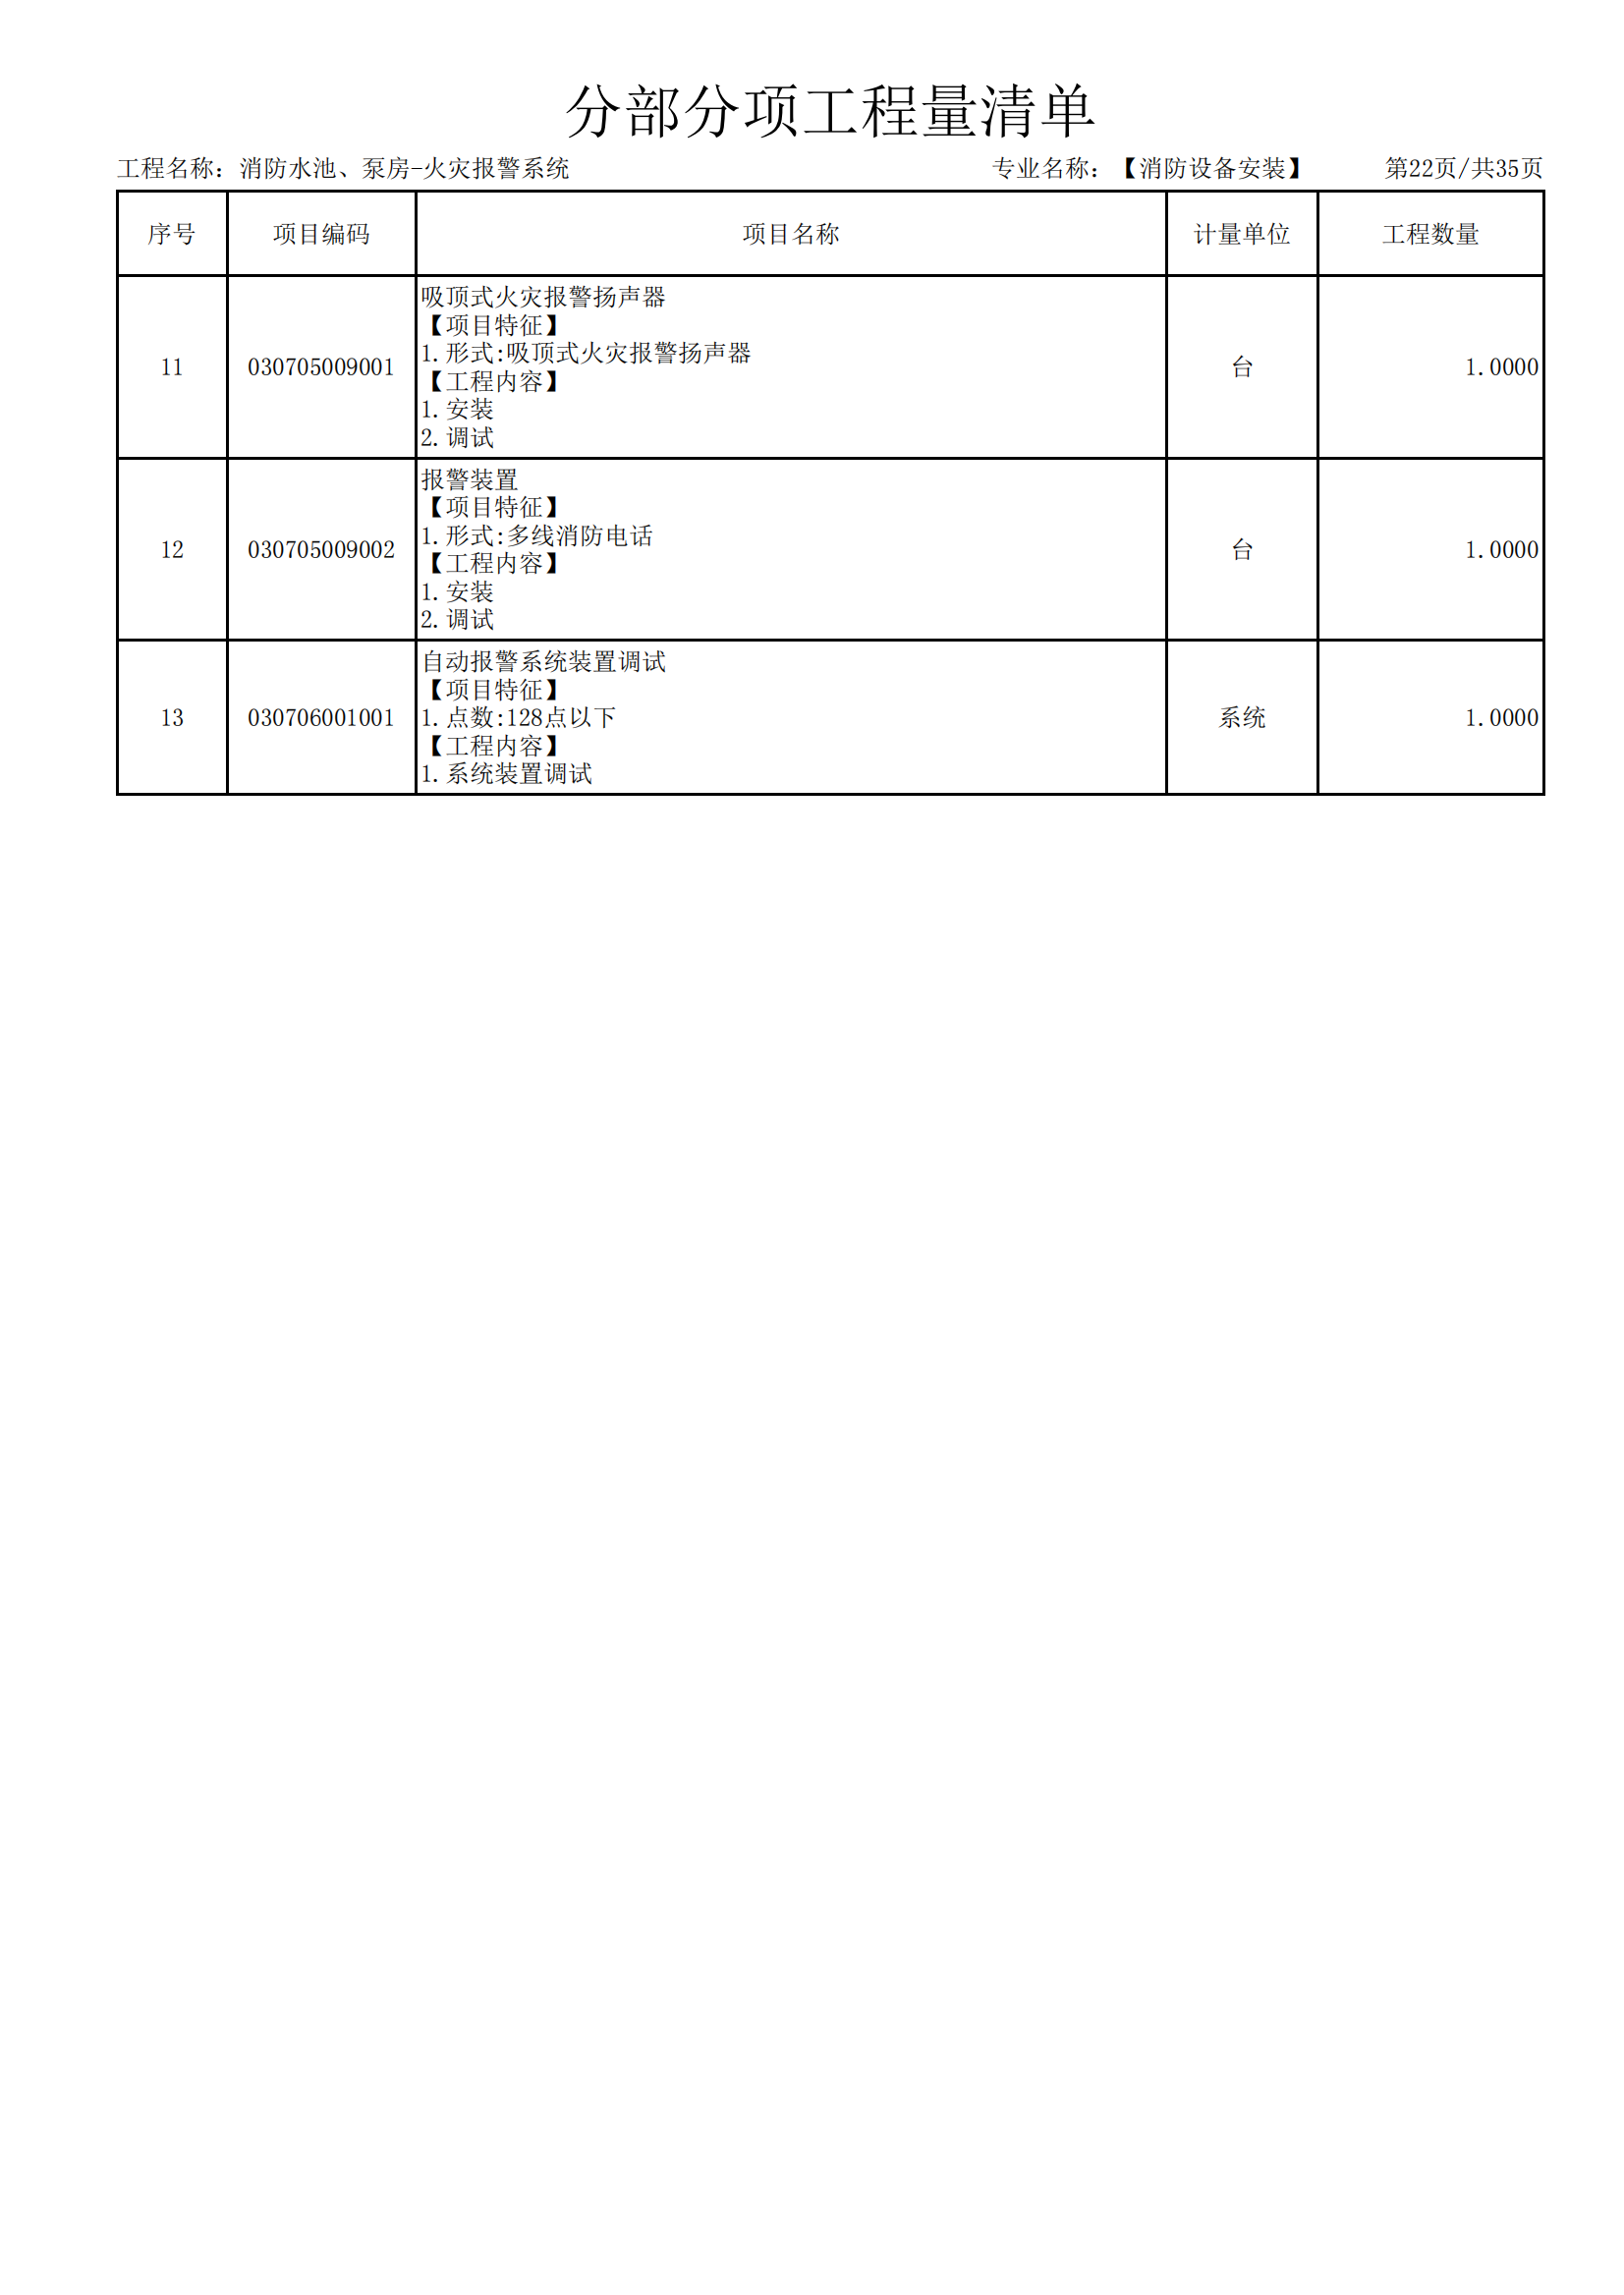 分部分项工程量清单
工程名称：消防水池、泵房-火灾报警系统 专业名称：【消防设备安装】 第22页/共35页
序号 项目编码 项目名称 计量单位 工程数量
吸顶式火灾报警扬声器
【项目特征】
1.形式:吸顶式火灾报警扬声器
11 030705009001 台 1.0000
【工程内容】
1.安装
2.调试
报警装置
【项目特征】
1.形式:多线消防电话
12 030705009002 台 1.0000
【工程内容】
1.安装
2.调试
自动报警系统装置调试
【项目特征】
13 030706001001 1.点数:128点以下 系统 1.0000
【工程内容】
1.系统装置调试